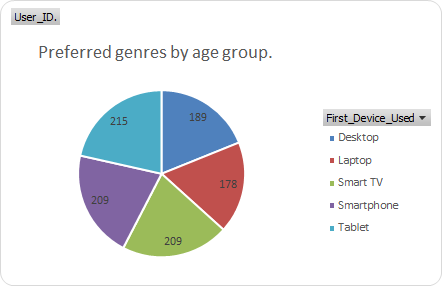 User_ID.
Preferred genres by age group.
189
178
209
209
215
First_Device_Used
Desktop
Laptop
Smart TV
Smartphone
Tablet